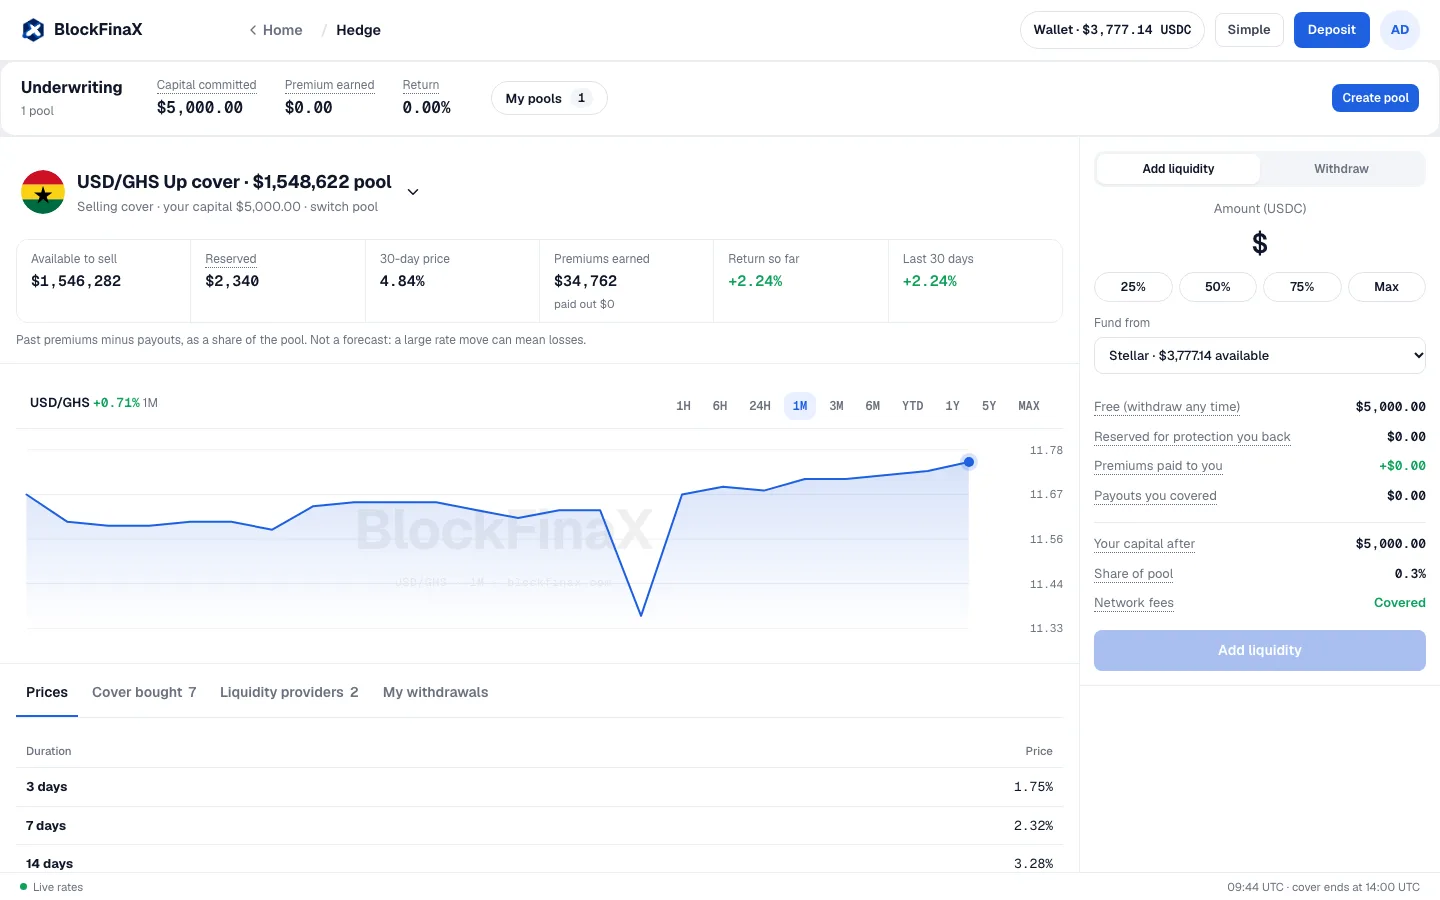 BlockFinaX
Home / Hedge
Wallet · $3,777.14 USDC
Simple
Deposit
AD
Underwriting
1 pool
Capital committed
$5,000.00
Premium earned
$0.00
Return
0.00%
My pools 1
Create pool
USD/GHS Up cover · $1,548,622 pool
Selling cover · your capital $5,000.00 · switch pool
Available to sell
$1,546,282
Reserved
$2,340
30-day price
4.84%
Premiums earned
$34,762
paid out $0
Return so far
+2.24%
Last 30 days
+2.24%
Past premiums minus payouts, as a share of the pool. Not a forecast: a large rate move can mean losses.
USD/GHS +0.71% 1M
1H 6H 24H 1M 3M 6M YTD 1Y 5Y MAX
11.78
11.67
11.56
11.44
11.33
BlockFinaX
USD/GHS · 1M · blockfinax.com
Prices
Cover bought 7
Liquidity providers 2
My withdrawals
Duration Price
3 days 1.75%
7 days 2.32%
14 days 3.28%
Add liquidity
Withdraw
Amount (USDC)
$
25% 50% 75% Max
Fund from
Stellar · $3,777.14 available
Free (withdraw any time) $5,000.00
Reserved for protection you back $0.00
Premiums paid to you +$0.00
Payouts you covered $0.00
Your capital after $5,000.00
Share of pool 0.3%
Network fees Covered
Add liquidity
Live rates
09:44 UTC · cover ends at 14:00 UTC